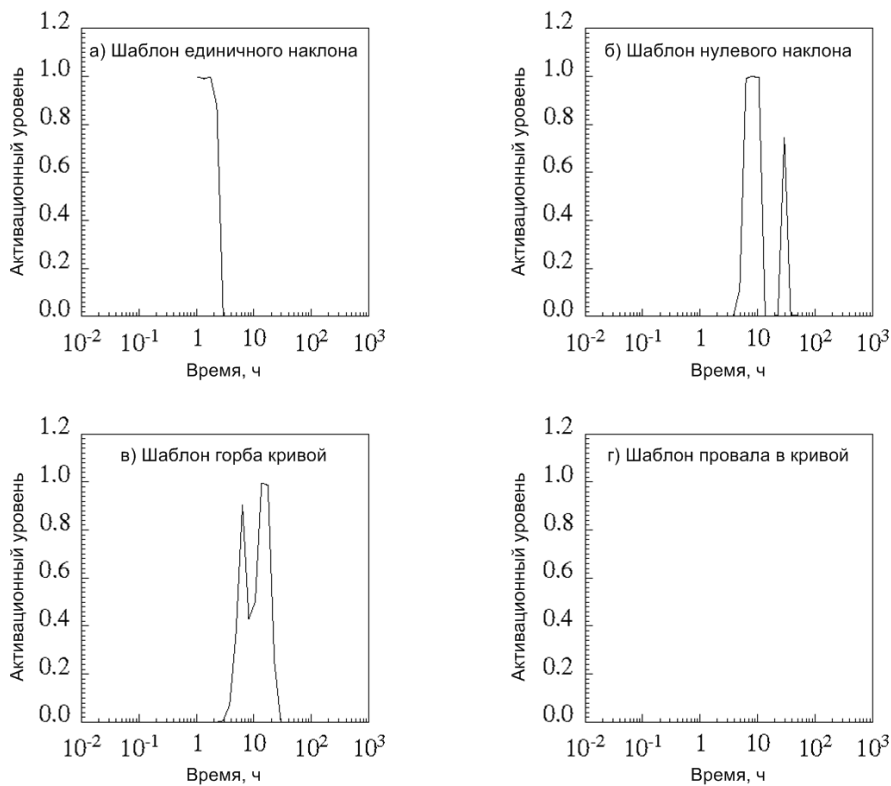 а) Шаблон единичного наклона
Активационный уровень
1.2
1.0
0.8
0.6
0.4
0.2
0.0
10-2 10-1 1 10 102 103
Время, ч
б) Шаблон нулевого наклона
Активационный уровень
1.2
1.0
0.8
0.6
0.4
0.2
0.0
10-2 10-1 1 10 102 103
Время, ч
в) Шаблон горба кривой
Активационный уровень
1.2
1.0
0.8
0.6
0.4
0.2
0.0
10-2 10-1 1 10 102 103
Время, ч
г) Шаблон провала в кривой
Активационный уровень
1.2
1.0
0.8
0.6
0.4
0.2
0.0
10-2 10-1 1 10 102 103
Время, ч